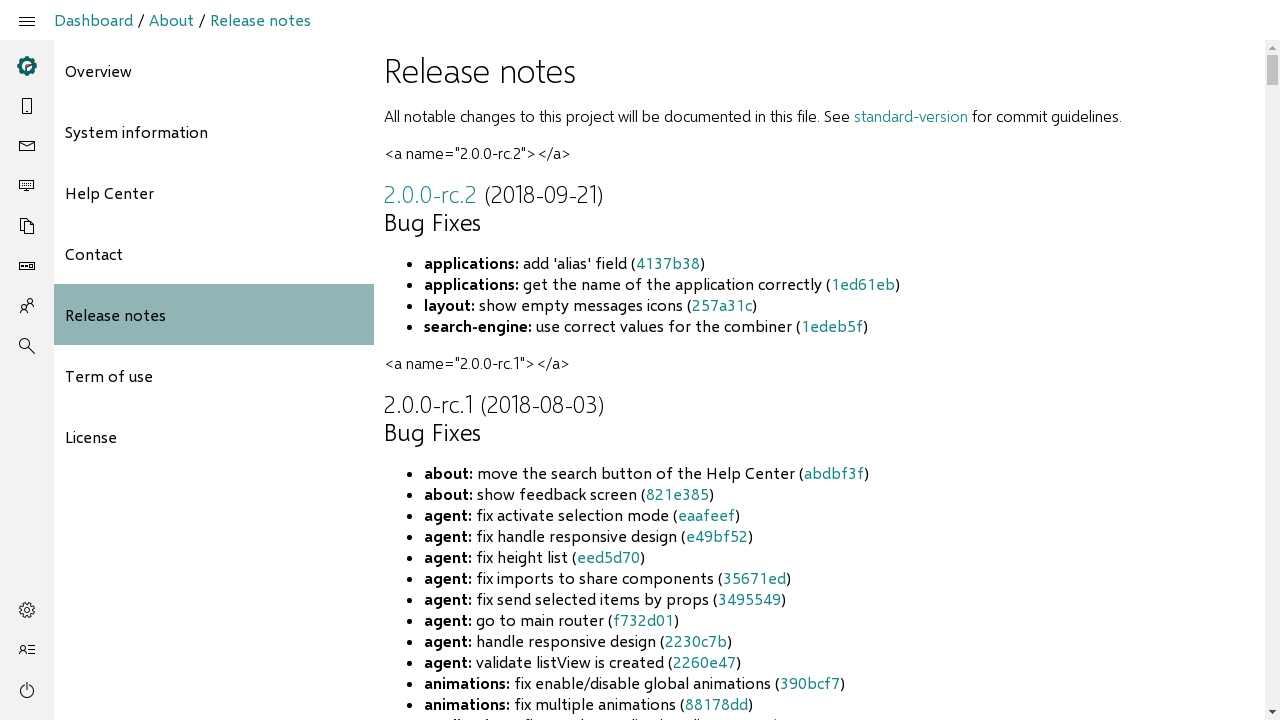 Dashboard / About / Release notes
Overview
System information
Help Center
Contact
Release notes
Term of use
License
Release notes
All notable changes to this project will be documented in this file. See standard-version for commit guidelines.
<a name="2.0.0-rc.2"></a>
2.0.0-rc.2 (2018-09-21)
Bug Fixes
applications: add 'alias' field (4137b38)
applications: get the name of the application correctly (1ed61eb)
layout: show empty messages icons (257a31c)
search-engine: use correct values for the combiner (1edeb5f)
<a name="2.0.0-rc.1"></a>
2.0.0-rc.1 (2018-08-03)
Bug Fixes
about: move the search button of the Help Center (abdbf3f)
about: show feedback screen (821e385)
agent: fix activate selection mode (eaafeef)
agent: fix handle responsive design (e49bf52)
agent: fix height list (eed5d70)
agent: fix imports to share components (35671ed)
agent: fix send selected items by props (3495549)
agent: go to main router (f732d01)
agent: handle responsive design (2230c7b)
agent: validate listView is created (2260e47)
animations: fix enable/disable global animations (390bcf7)
animations: fix multiple animations (88178dd)